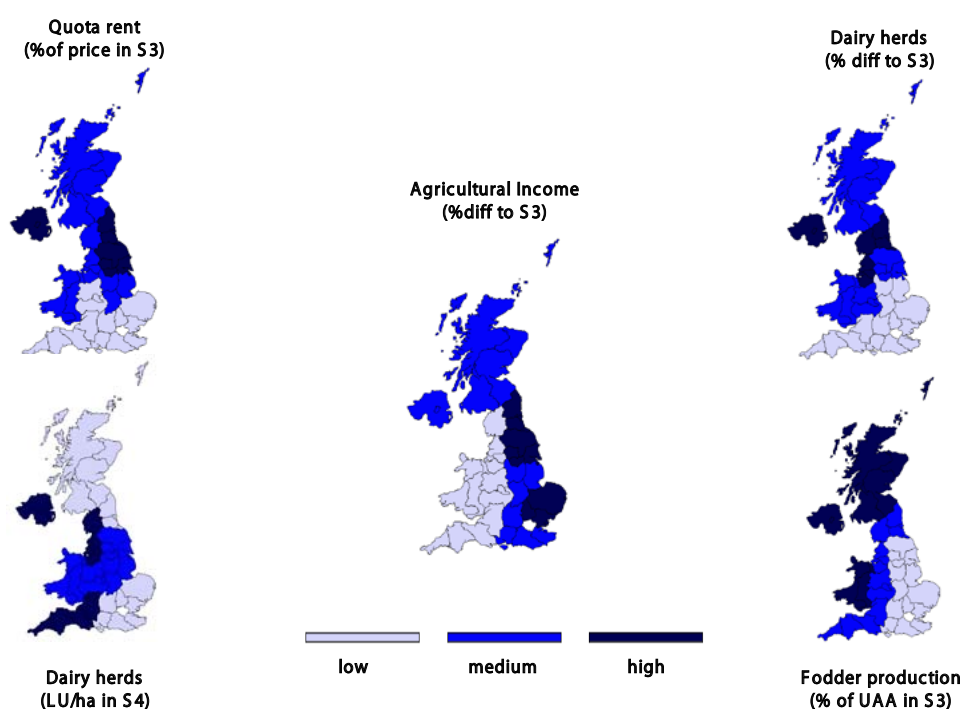 Quota rent
(%of price in S3)
Dairy herds
(% diff to S3)
Agricultural Income
(%diff to S3)
low
medium
high
Dairy herds
(LU/ha in S4)
Fodder production
(% of UAA in S3)